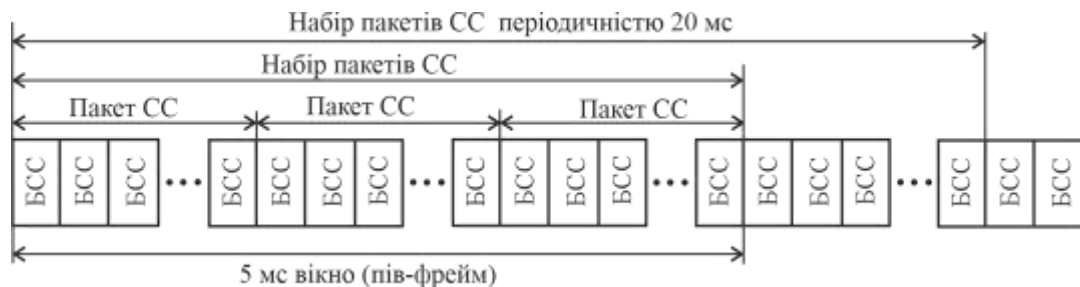 Набір пакетів СС періодичністю 20 мс
Набір пакетів СС
Пакет СС Пакет СС Пакет СС
БСС БСС БСС ••• БСС БСС БСС БСС ••• БСС БСС БСС БСС ••• БСС БСС БСС БСС ••• БСС БСС БСС
5 мс вікно (пів-фрейм)